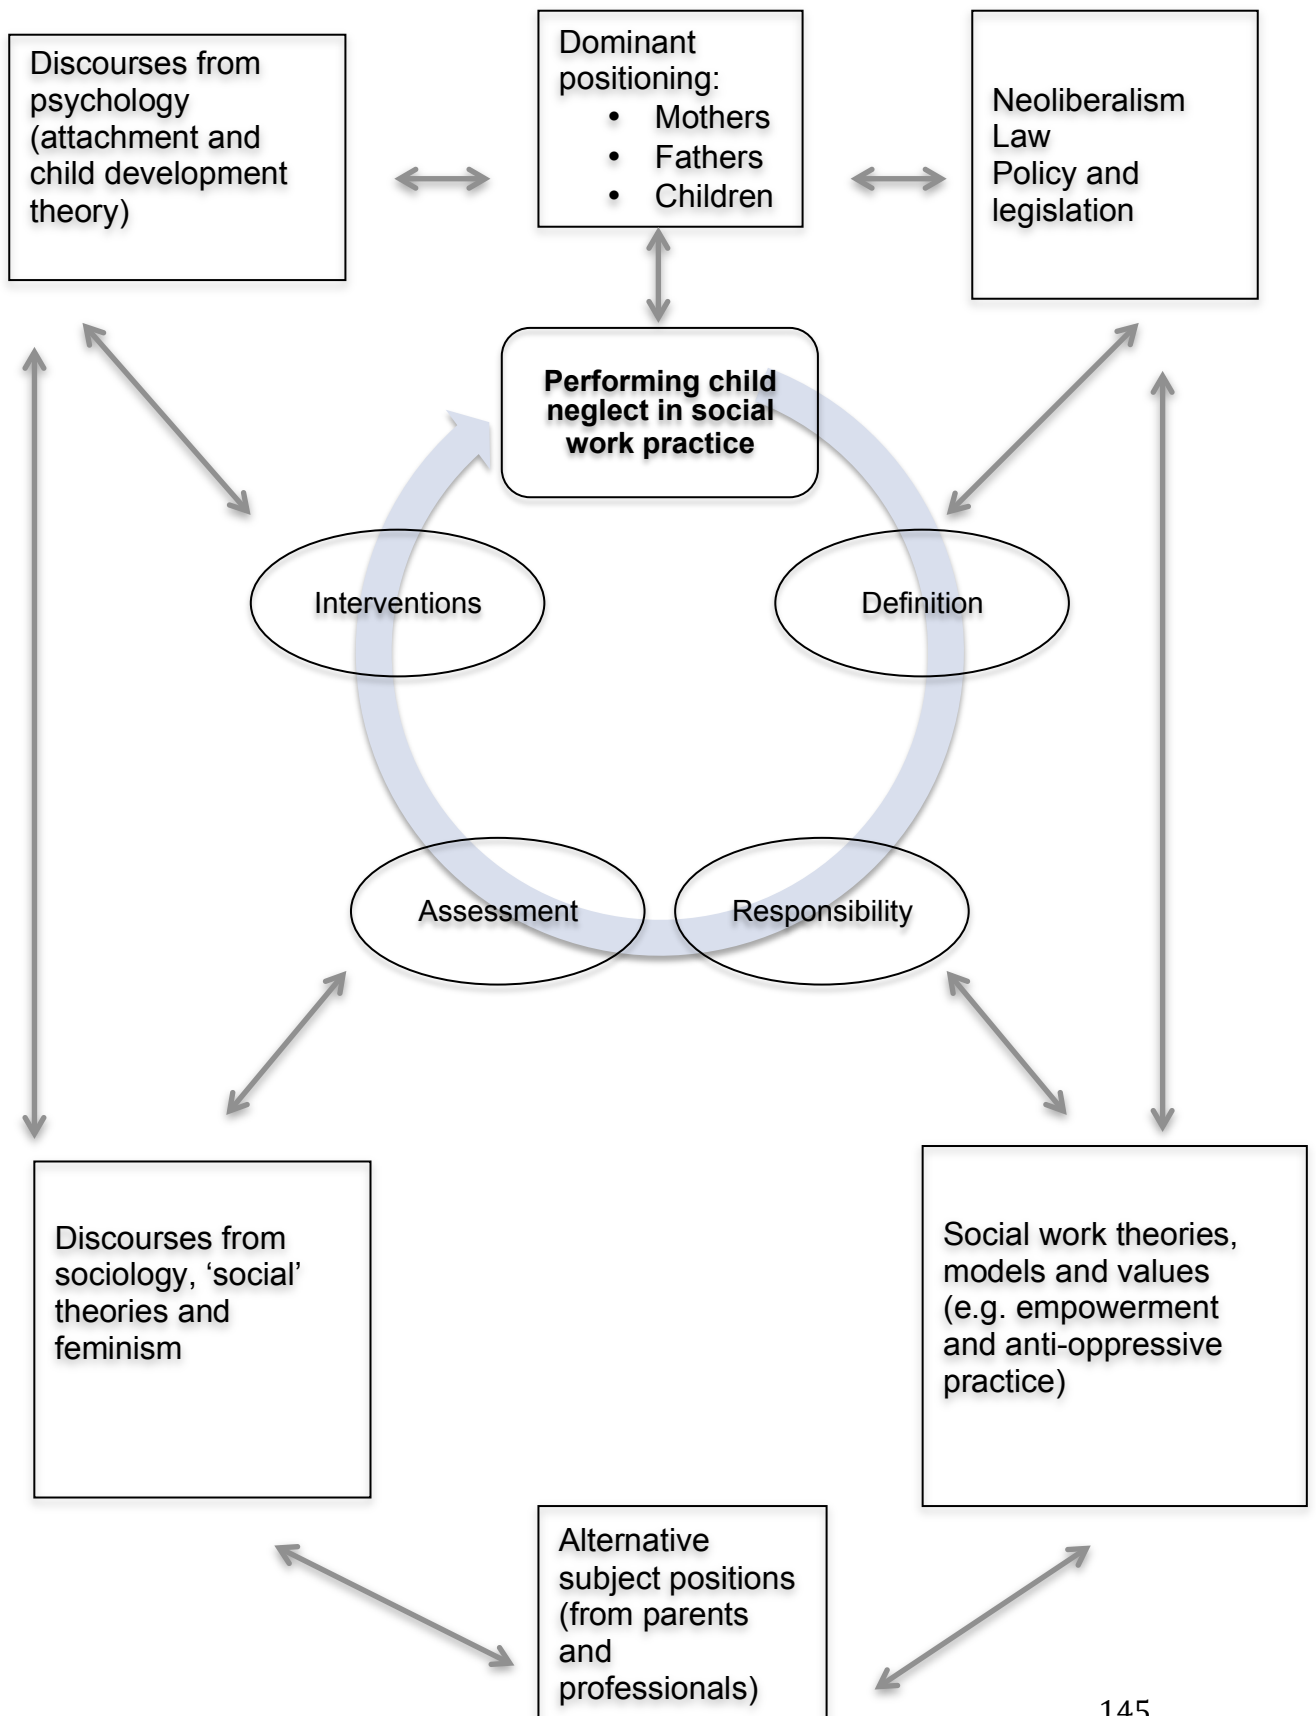 Discourses from
psychology
(attachment and
child development
theory)
Dominant
positioning:
• Mothers
• Fathers
• Children
Neoliberalism
Law
Policy and
legislation
Performing child
neglect in social
work practice
Interventions
Definition
Assessment
Responsibility
Discourses from
sociology, ‘social’
theories and
feminism
Social work theories,
models and values
(e.g. empowerment
and anti-oppressive
practice)
Alternative
subject positions
(from parents
and
professionals)
145